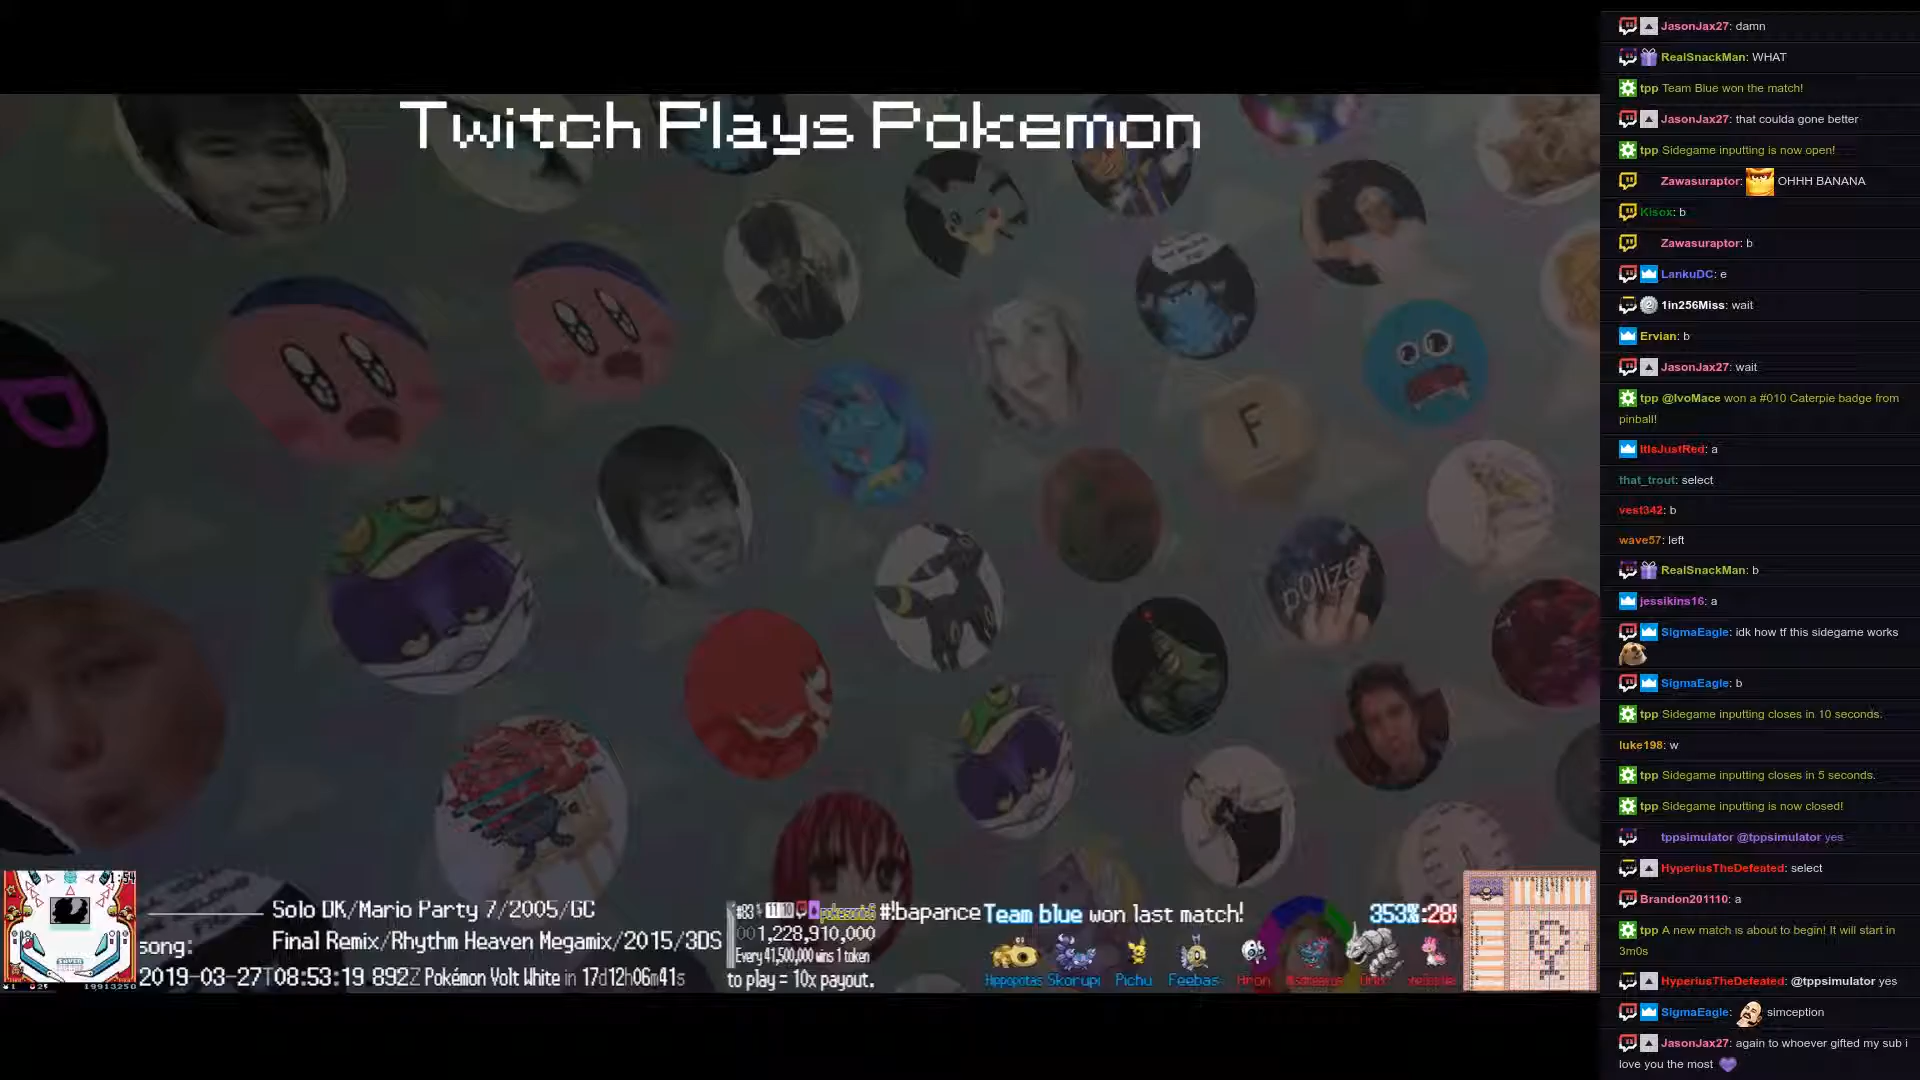 Twitch Plays Pokemon
F
p0lize
1:54
song:
Solo DK/Mario Party 7/2005/GC
Final Remix/Rhythm Heaven Megamix/2015/3DS
2019-03-27T08:53:19.892Z Pokémon Volt White in 17d12h06m41s
#83
#!bapance
001,228,910,000
Every 41,500,000 wins 1 token
to play = 10x payout.
Team blue won last match!
353%:28
Hippopotas Skorupi Pichu Feebas Aron
JasonJax27: damn
RealSnackMan: WHAT
tpp Team Blue won the match!
JasonJax27: that coulda gone better
tpp Sidegame inputting is now open!
Zawasuraptor: OHHH BANANA
Kisox: b
Zawasuraptor: b
LankuDC: e
1in256Miss: wait
Ervian: b
JasonJax27: wait
tpp @IvoMace won a #010 Caterpie badge from
pinball!
ItIsJustRed: a
that_trout: select
vest342: b
wave57: left
RealSnackMan: b
jessikins16: a
SigmaEagle: idk how tf this sidegame works
SigmaEagle: b
tpp Sidegame inputting closes in 10 seconds.
luke198: w
tpp Sidegame inputting closes in 5 seconds.
tpp Sidegame inputting is now closed!
tppsimulator @tppsimulator yes
HyperiusTheDefeated: select
Brandon201110: a
tpp A new match is about to begin! It will start in
3m0s
HyperiusTheDefeated: @tppsimulator yes
SigmaEagle: simception
JasonJax27: again to whoever gifted my sub i
love you the most